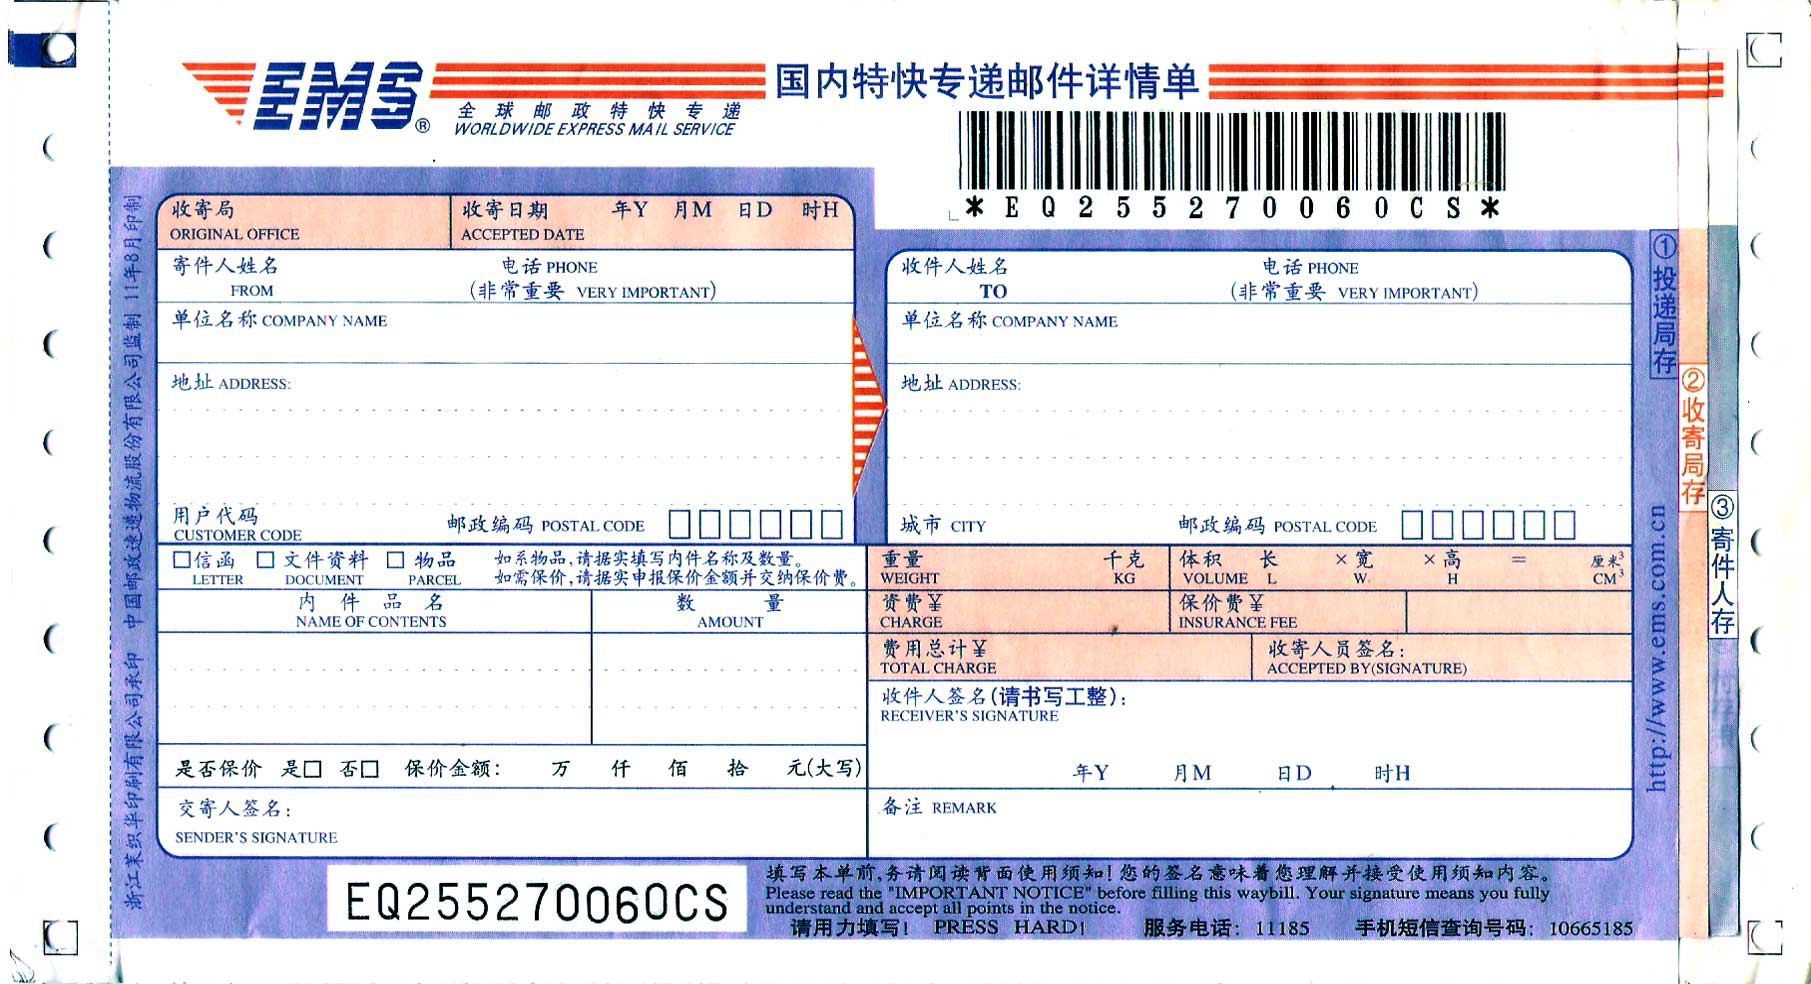 EMS®
全球邮政特快专递
WORLDWIDE EXPRESS MAIL SERVICE
国内特快专递邮件详情单
*EQ255270060CS*
收寄局
ORIGINAL OFFICE
收寄日期 年Y 月M 日D 时H
ACCEPTED DATE
寄件人姓名 电话 PHONE
FROM (非常重要 VERY IMPORTANT)
单位名称 COMPANY NAME
地址 ADDRESS:
用户代码 邮政编码 POSTAL CODE
CUSTOMER CODE
收件人姓名 电话 PHONE
TO (非常重要 VERY IMPORTANT)
单位名称 COMPANY NAME
地址 ADDRESS:
城市 CITY 邮政编码 POSTAL CODE
信函 文件资料 物品 如系物品,请据实填写内件名称及数量。
LETTER DOCUMENT PARCEL 如需保价,请据实申报保价金额并交纳保价费。
内件品名 数量
NAME OF CONTENTS AMOUNT
是否保价 是 否 保价金额: 万 仟 佰 拾 元(大写)
交寄人签名:
SENDER'S SIGNATURE
重量 千克
WEIGHT KG
体积 长 ×宽 ×高 = 厘米³
VOLUME L W H CM³
资费¥
CHARGE
保价费¥
INSURANCE FEE
费用总计¥
TOTAL CHARGE
收寄人员签名:
ACCEPTED BY(SIGNATURE)
收件人签名(请书写工整):
RECEIVER'S SIGNATURE
年Y 月M 日D 时H
备注 REMARK
EQ255270060CS
填写本单前,务请阅读背面使用须知!您的签名意味着您理解并接受使用须知内容。
Please read the "IMPORTANT NOTICE" before filling this waybill. Your signature means you fully
understand and accept all points in the notice.
请用力填写! PRESS HARD! 服务电话: 11185 手机短信查询号码: 10665185
浙江茉织华印刷有限公司承印 中国邮政速递物流股份有限公司监制 11年8月印制
①投递局存
http://www.ems.com.cn
②收寄局存
③寄件人存